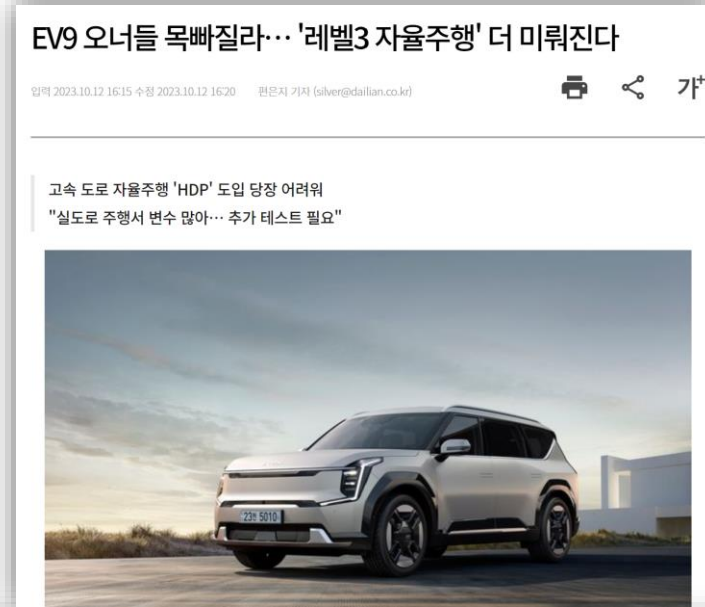 EV9 오너들 목빠질라… '레벨3 자율주행' 더 미뤄진다
입력 2023.10.12 16:15 수정 2023.10.12 16:20 편은지 기자 (silver@dailian.co.kr)
가+
고속 도로 자율주행 'HDP' 도입 당장 어려워
"실도로 주행서 변수 많아… 추가 테스트 필요"
5010